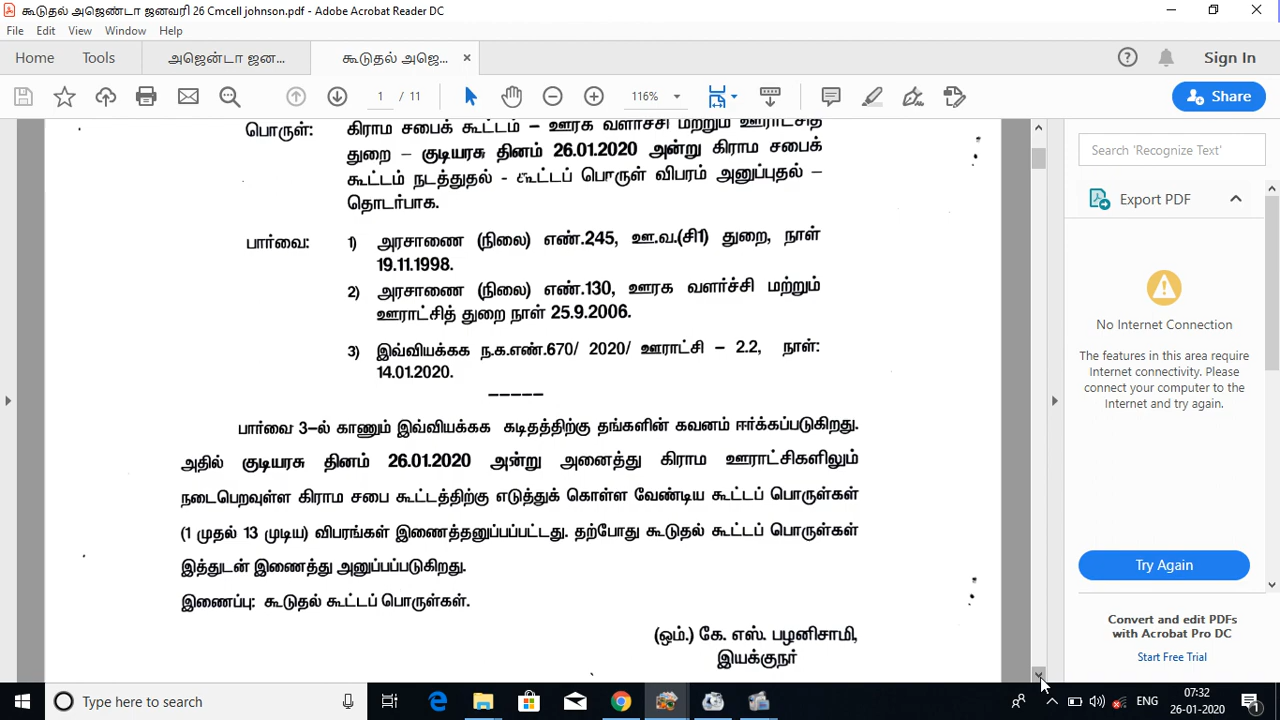 கூடுதல் அஜெண்டா ஜனவரி 26 Cmcell johnson.pdf - Adobe Acrobat Reader DC
File Edit View Window Help
Home Tools அஜென்டா ஜன... கூடுதல் அஜெ... × Sign In
1 / 11 116% Share
பொருள்: கிராம சபைக் கூட்டம் – ஊரக வளர்ச்சி மற்றும் ஊராட்சித்
துறை – குடியரசு தினம் 26.01.2020 அன்று கிராம சபைக்
கூட்டம் நடத்துதல் - கூட்டப் பொருள் விபரம் அனுப்புதல் –
தொடர்பாக.
பார்வை: 1) அரசாணை (நிலை) எண்.245, ஊ.வ.(சி1) துறை, நாள்
19.11.1998.
2) அரசாணை (நிலை) எண்.130, ஊரக வளர்ச்சி மற்றும்
ஊராட்சித் துறை நாள் 25.9.2006.
3) இவ்வியக்கக ந.க.எண்.670/ 2020/ ஊராட்சி – 2.2, நாள்:
14.01.2020.
-----
பார்வை 3–ல் காணும் இவ்வியக்கக கடிதத்திற்கு தங்களின் கவனம் ஈர்க்கப்படுகிறது.
அதில் குடியரசு தினம் 26.01.2020 அன்று அனைத்து கிராம ஊராட்சிகளிலும்
நடைபெறவுள்ள கிராம சபை கூட்டத்திற்கு எடுத்துக் கொள்ள வேண்டிய கூட்டப் பொருள்கள்
(1 முதல் 13 முடிய) விபரங்கள் இணைத்தனுப்பப்பட்டது. தற்போது கூடுதல் கூட்டப் பொருள்கள்
இத்துடன் இணைத்து அனுப்பப்படுகிறது.
இணைப்பு: கூடுதல் கூட்டப் பொருள்கள்.
(ஒம்.) கே. எஸ். பழனிசாமி,
இயக்குநர்
Search 'Recognize Text'
Export PDF
No Internet Connection
The features in this area require
Internet connectivity. Please
connect your computer to the
Internet and try again.
Try Again
Convert and edit PDFs
with Acrobat Pro DC
Start Free Trial
Type here to search
ENG
07:32
26-01-2020
1